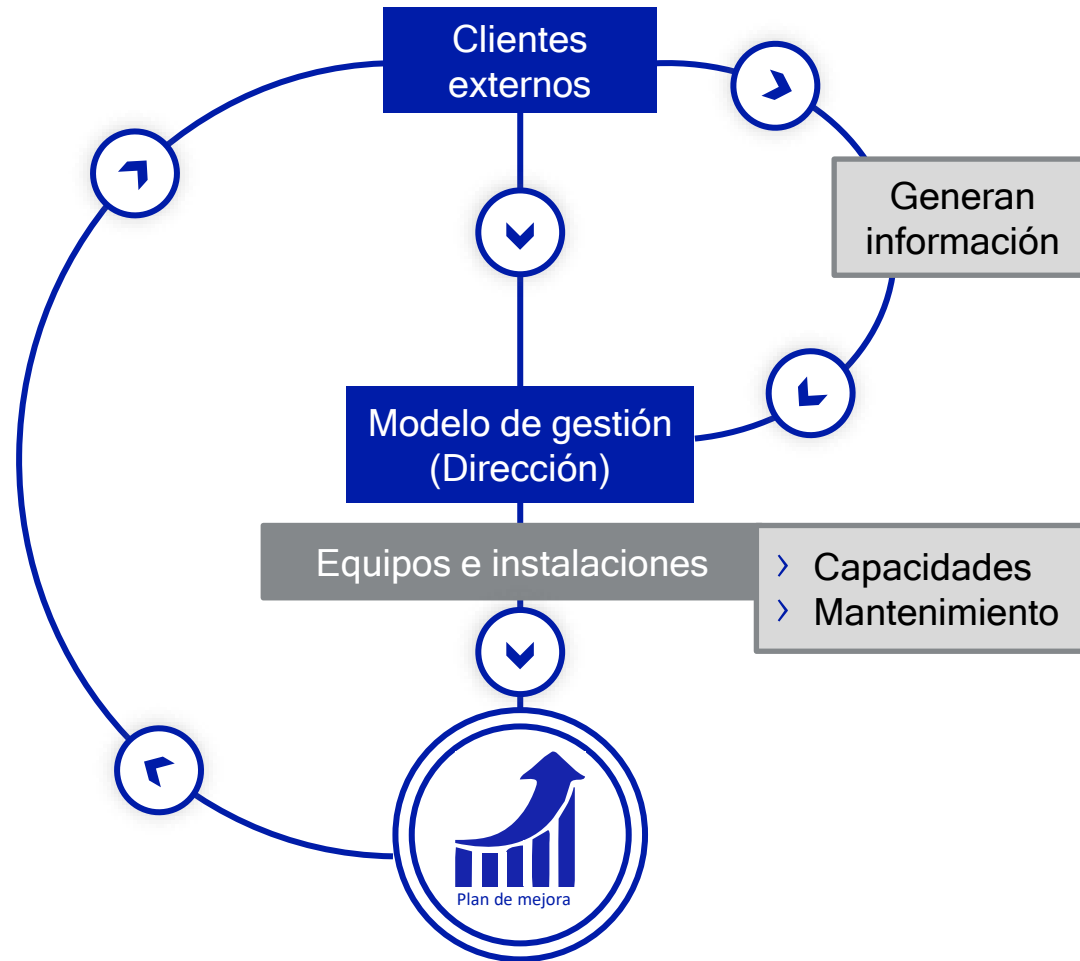 Clientes
externos
Generan
información
Modelo de gestión
(Dirección)
Equipos e instalaciones
Capacidades
Mantenimiento
Plan de mejora